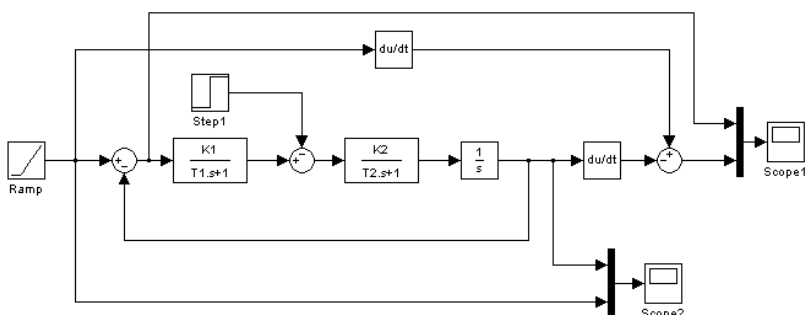 du/dt
Step1
K1
T1.s+1
K2
T2.s+1
1
s
du/dt
Ramp
Scope1
Scope2